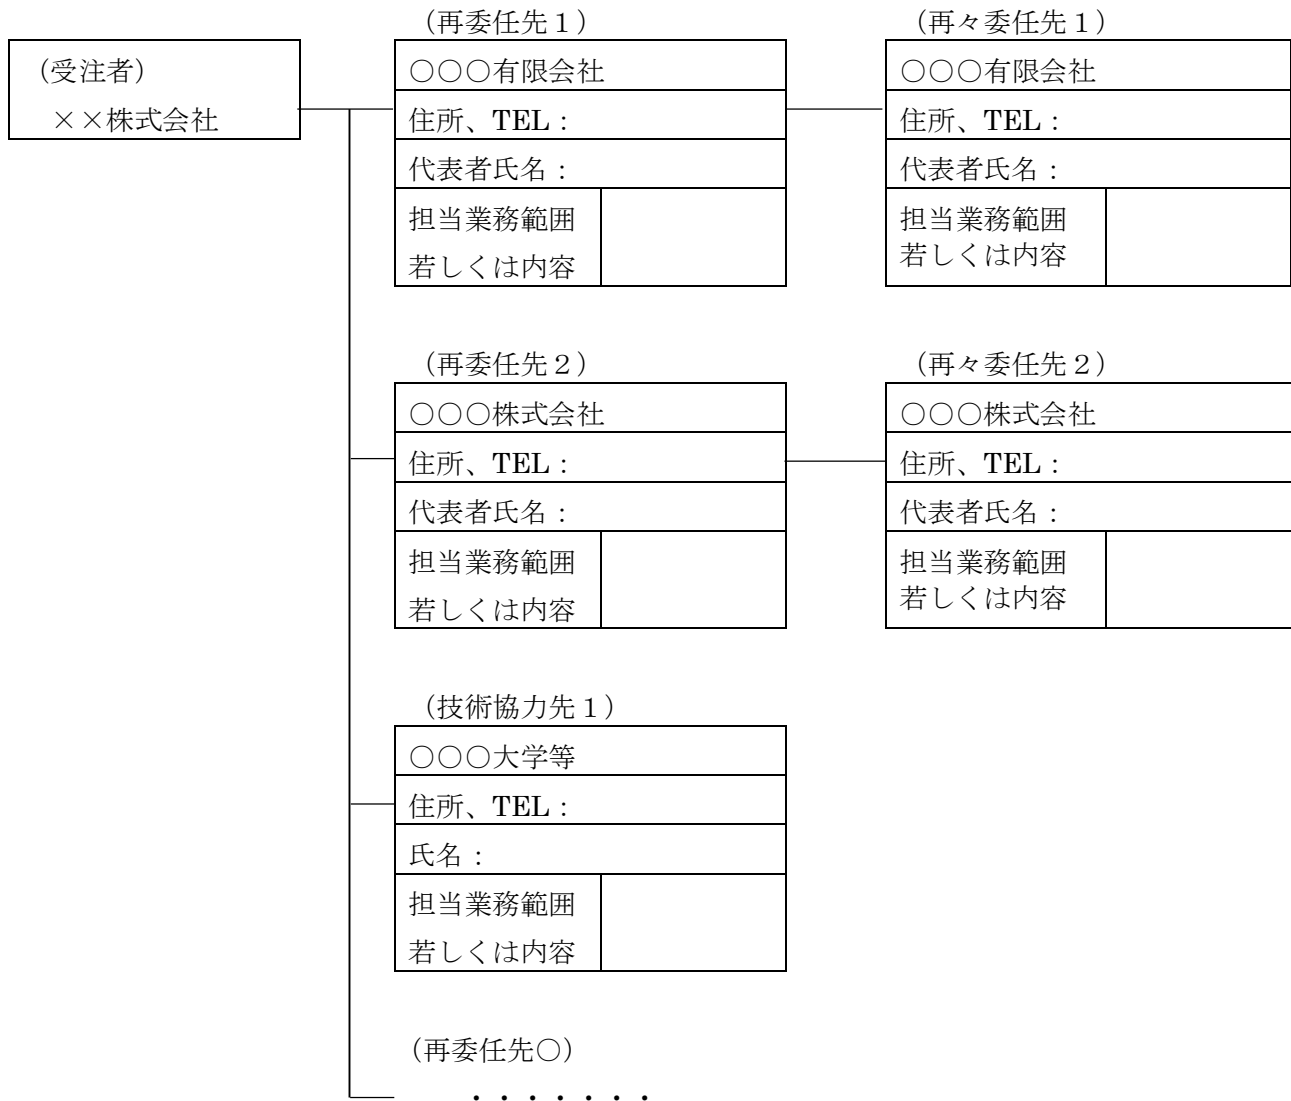 (受注者)
××株式会社
（再委任先１）
○○○有限会社
住所、TEL：
代表者氏名：
担当業務範囲
若しくは内容
（再々委任先１）
○○○有限会社
住所、TEL：
代表者氏名：
担当業務範囲
若しくは内容
（再委任先２）
○○○株式会社
住所、TEL：
代表者氏名：
担当業務範囲
若しくは内容
（再々委任先２）
○○○株式会社
住所、TEL：
代表者氏名：
担当業務範囲
若しくは内容
（技術協力先１）
○○○大学等
住所、TEL：
氏名：
担当業務範囲
若しくは内容
（再委任先○）
・・・・・・・